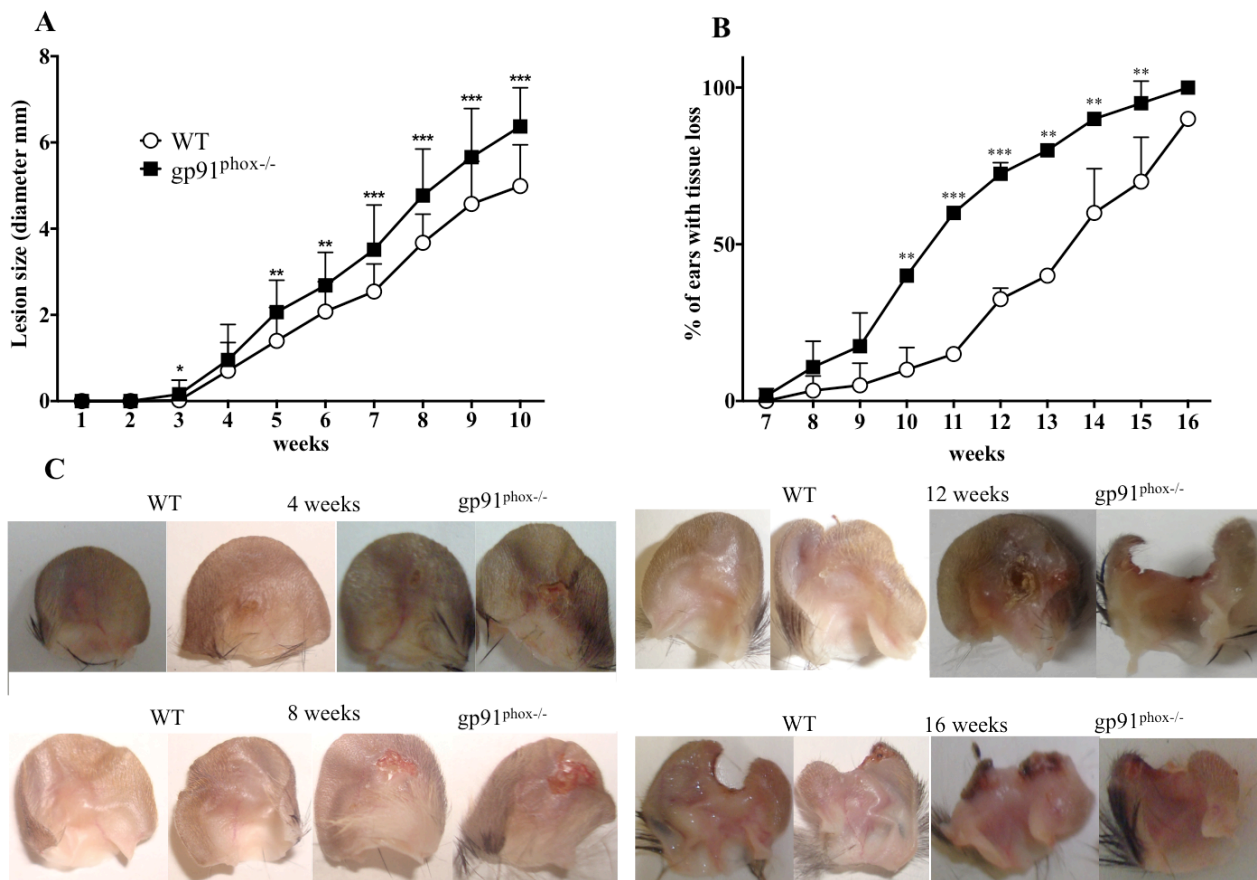 A
8
6
4
2
0
Lesion size (diameter mm)
WT
gp91phox-/-
*
**
**
***
***
***
***
1 2 3 4 5 6 7 8 9 10
weeks
B
100
50
0
% of ears with tissue loss
**
***
***
**
**
**
7 8 9 10 11 12 13 14 15 16
weeks
C
WT 4 weeks gp91phox-/-
WT 12 weeks gp91phox-/-
WT 8 weeks gp91phox-/-
WT 16 weeks gp91phox-/-